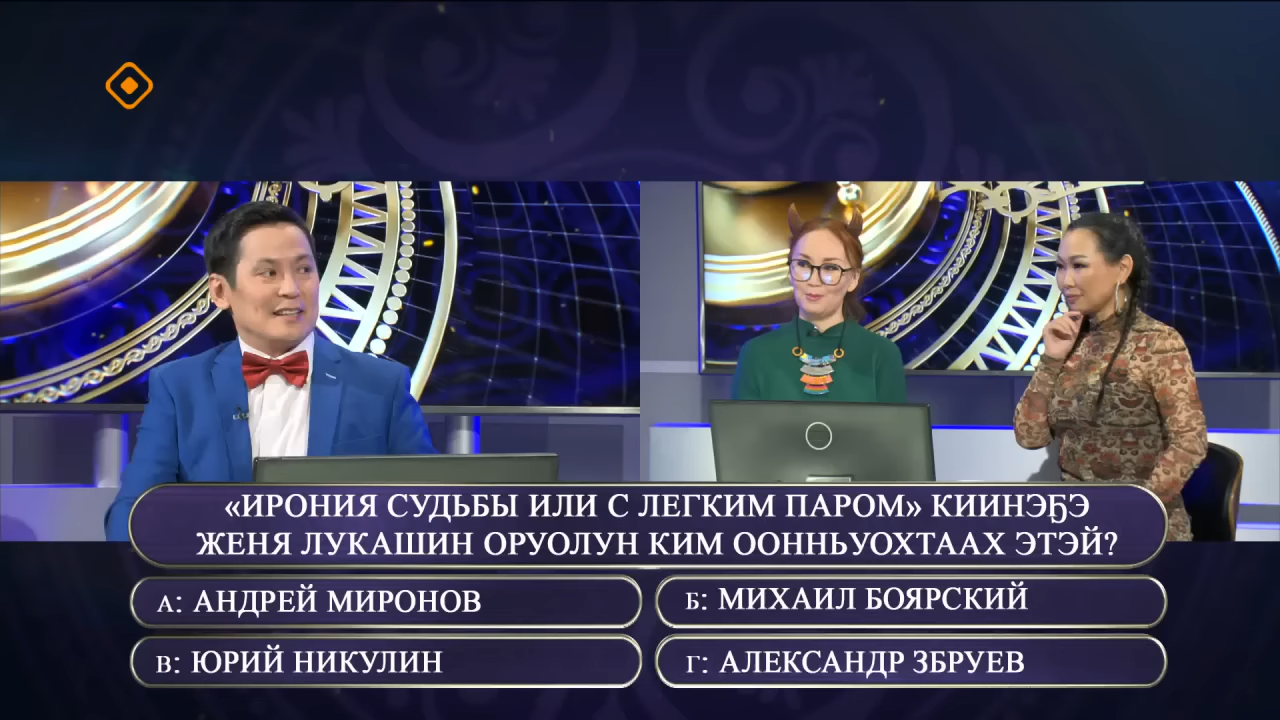 «ИРОНИЯ СУДЬБЫ ИЛИ С ЛЕГКИМ ПАРОМ» КИИНЭҔЭ
ЖЕНЯ ЛУКАШИН ОРУОЛУН КИМ ООННЬУОХТААХ ЭТЭЙ?
А: АНДРЕЙ МИРОНОВ
Б: МИХАИЛ БОЯРСКИЙ
В: ЮРИЙ НИКУЛИН
Г: АЛЕКСАНДР ЗБРУЕВ